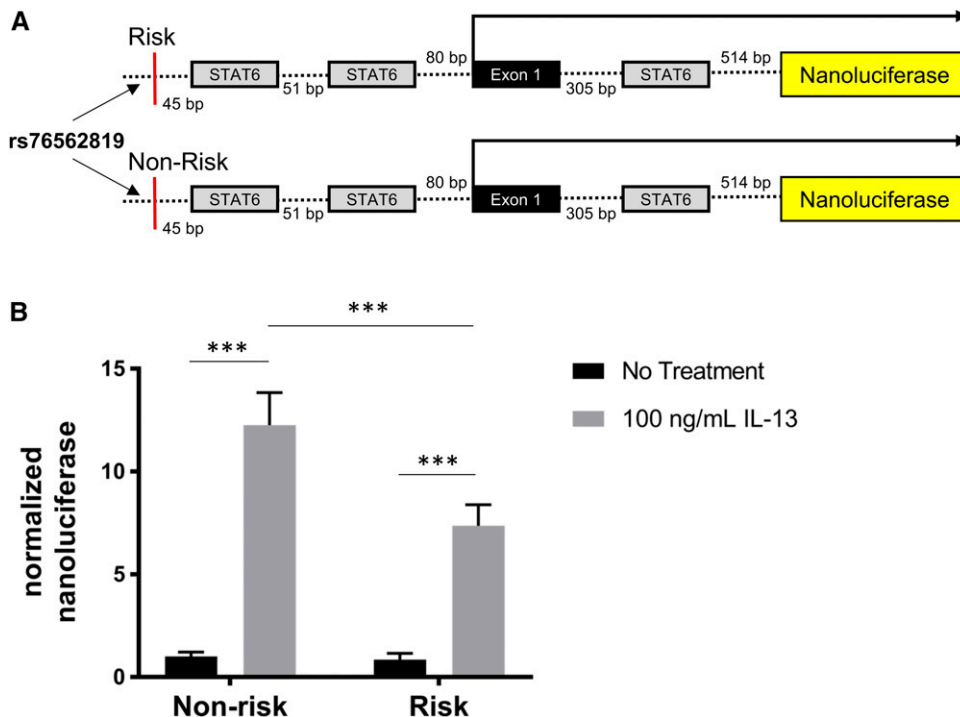 A
Risk
STAT6
STAT6
80 bp
Exon 1
STAT6
514 bp
Nanoluciferase
45 bp
51 bp
305 bp
rs76562819
Non-Risk
STAT6
STAT6
80 bp
Exon 1
STAT6
514 bp
Nanoluciferase
45 bp
51 bp
305 bp
B
***
***
***
No Treatment
100 ng/mL IL-13
normalized
nanoluciferase
15
10
5
0
Non-risk
Risk